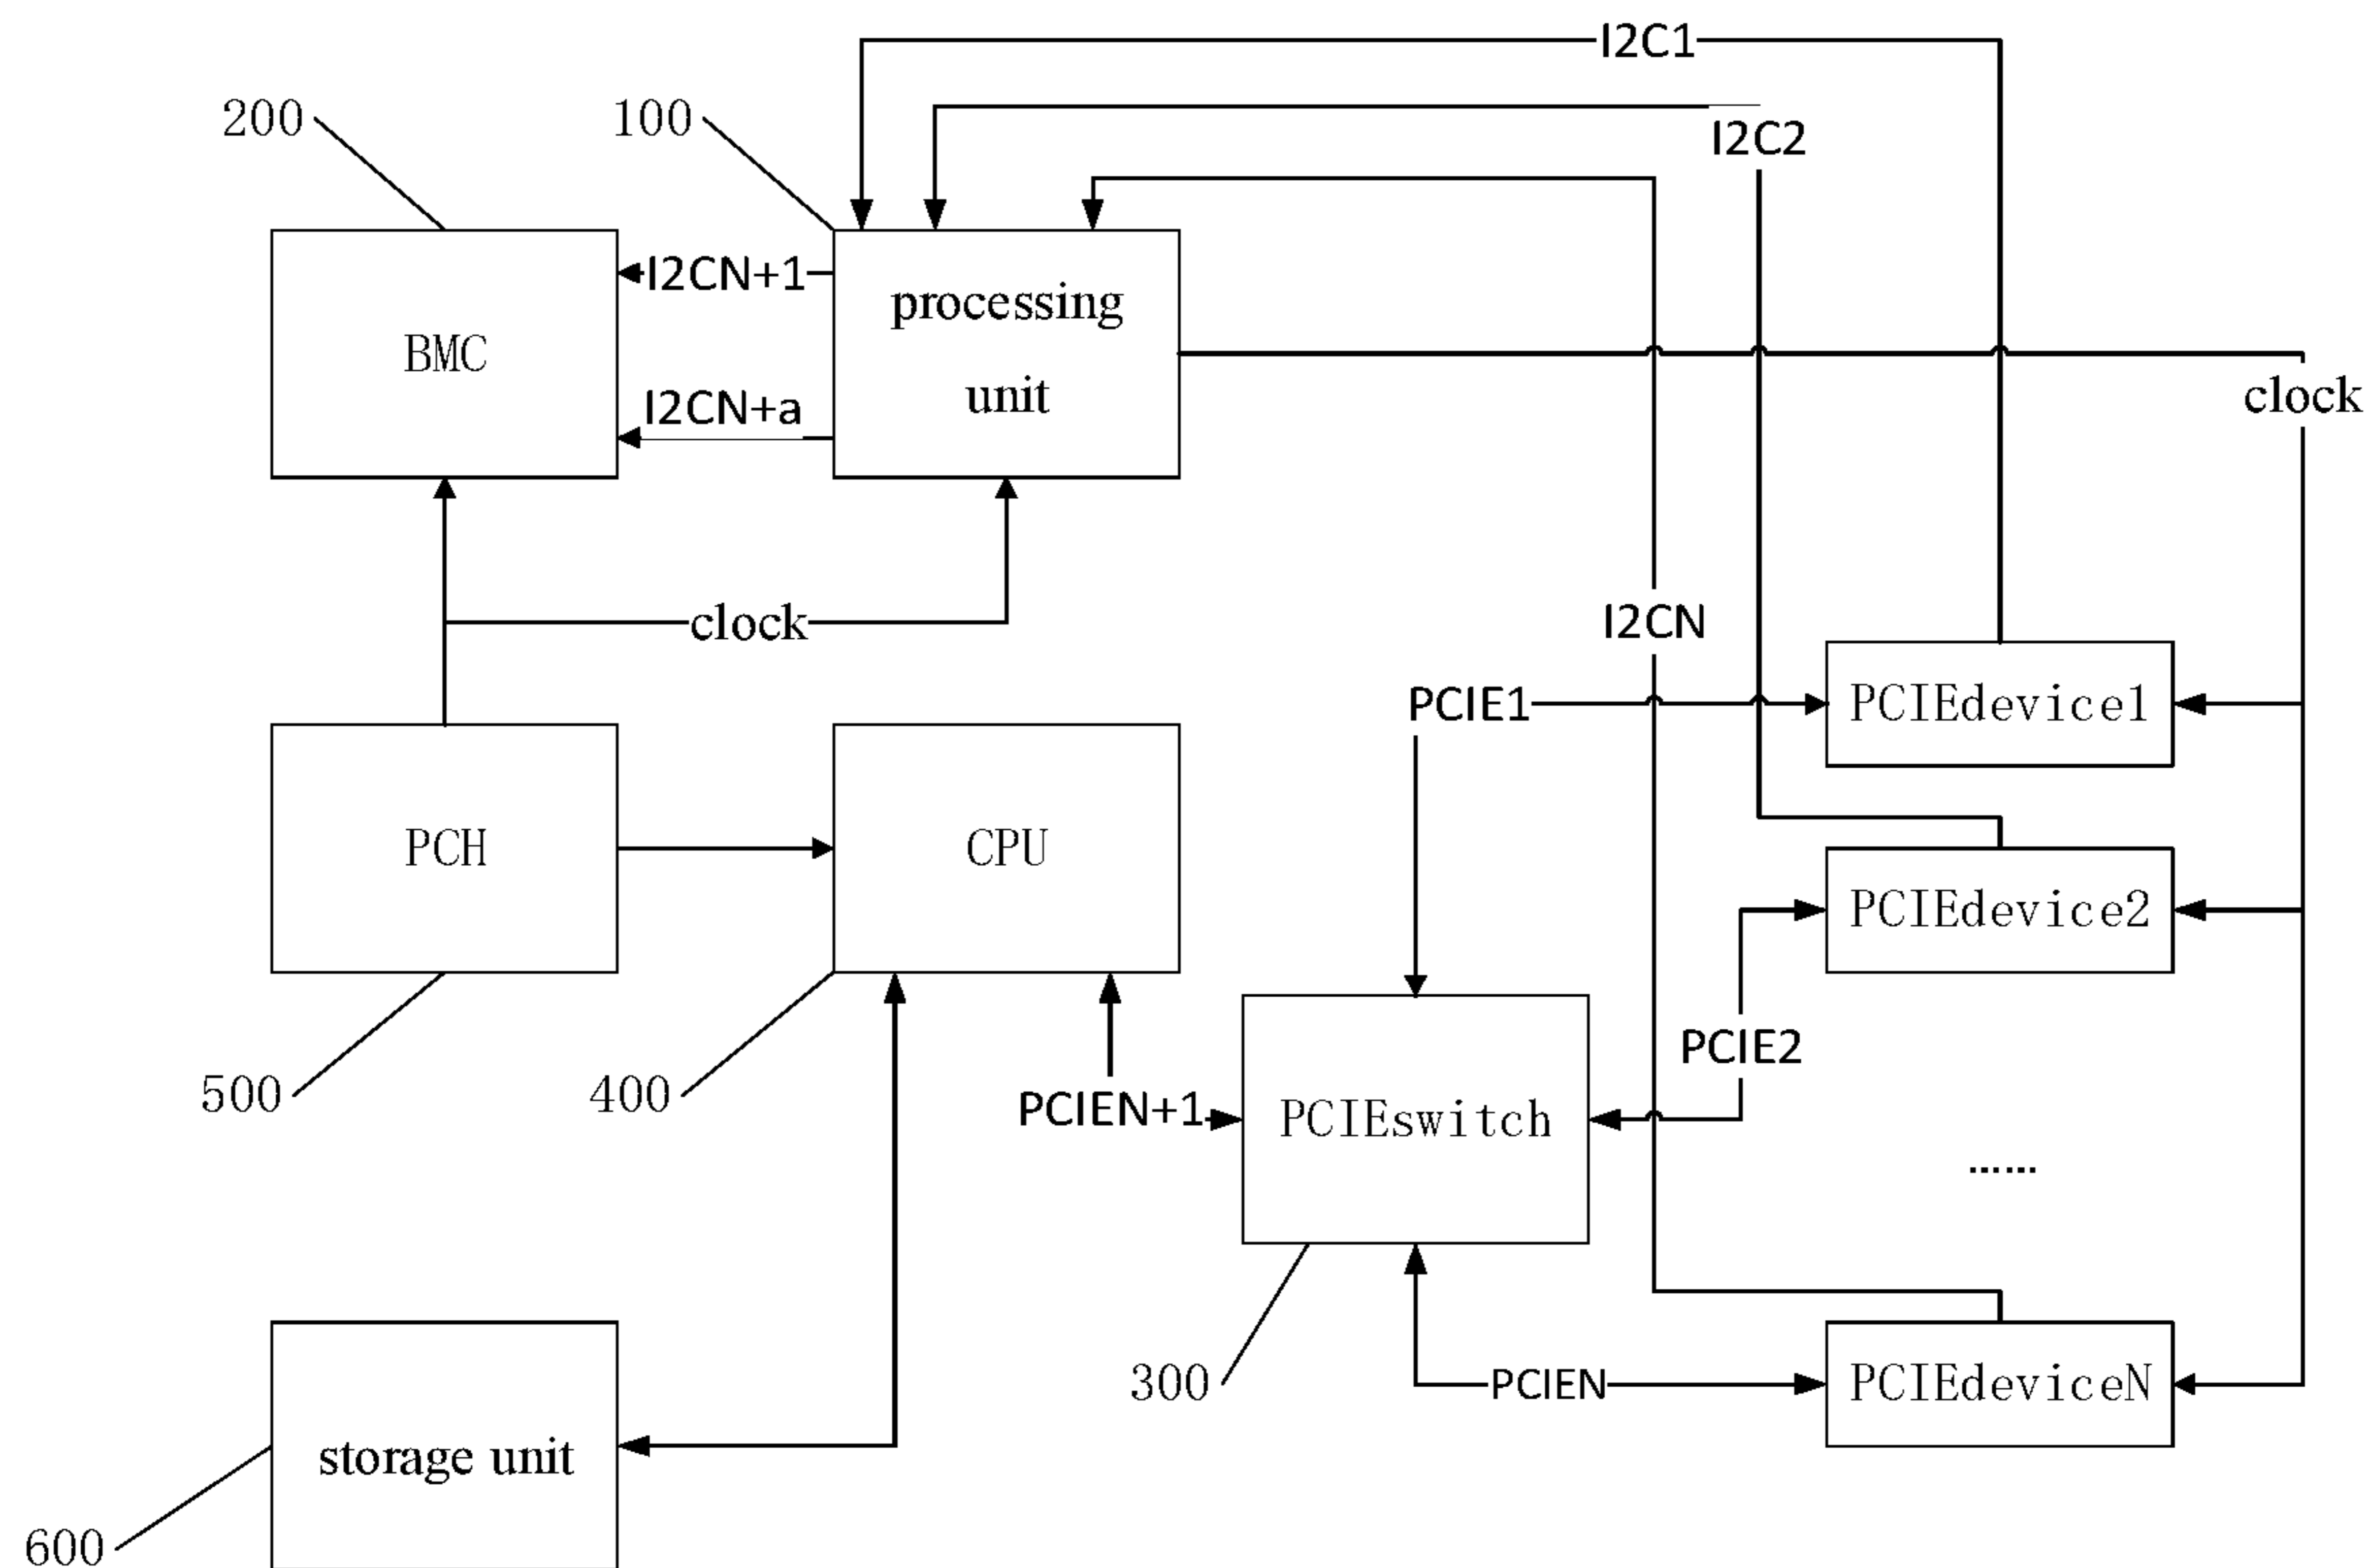 I2C1
200
100
I2C2
I2CN+1
processing
unit
BMC
I2CN+a
clock
clock
I2CN
PCIE1
PCIEdevice1
PCH
CPU
PCIEdevice2
500
400
PCIE2
PCIEN+1
PCIEswitch
......
300
PCIEN
PCIEdeviceN
storage unit
600